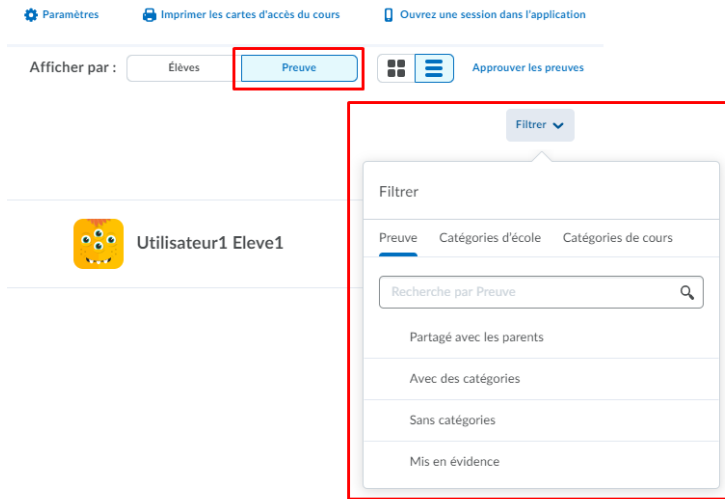 Paramètres Imprimer les cartes d'accès du cours Ouvrez une session dans l'application
Afficher par : Élèves Preuve Approuver les preuves
Filtrer
Filtrer
Utilisateur1 Eleve1
Preuve Catégories d'école Catégories de cours
Recherche par Preuve
Partagé avec les parents
Avec des catégories
Sans catégories
Mis en évidence